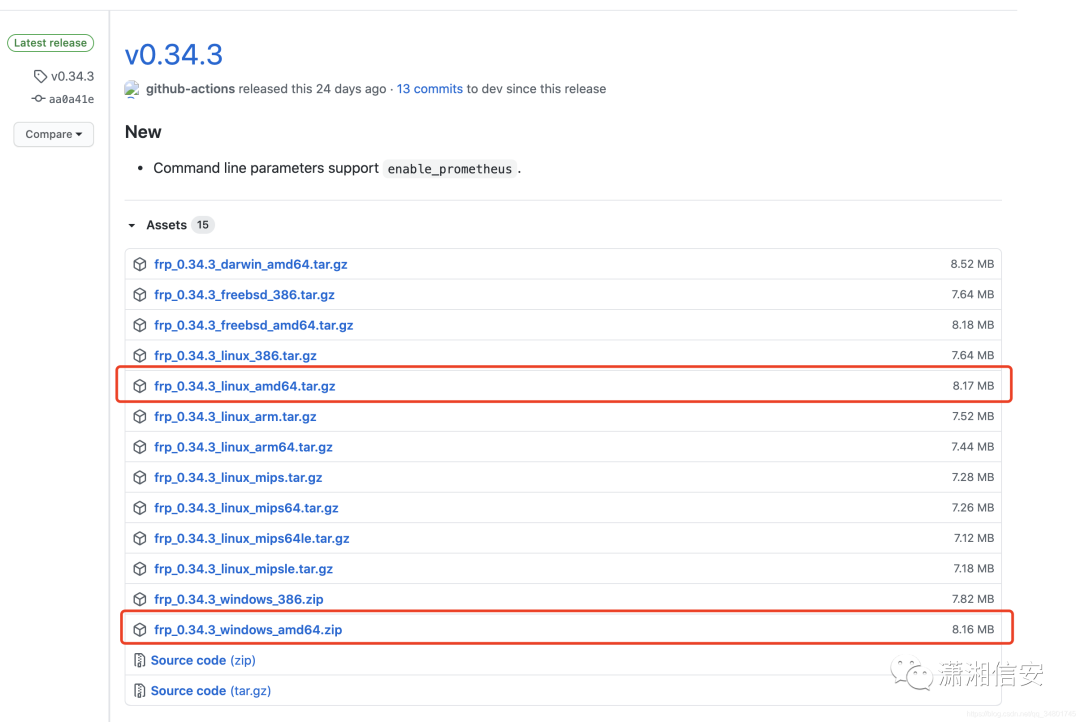 Latest release
v0.34.3
aa0a41e
Compare
v0.34.3
github-actions released this 24 days ago · 13 commits to dev since this release
New
• Command line parameters support enable_prometheus .
Assets 15
frp_0.34.3_darwin_amd64.tar.gz 8.52 MB
frp_0.34.3_freebsd_386.tar.gz 7.64 MB
frp_0.34.3_freebsd_amd64.tar.gz 8.18 MB
frp_0.34.3_linux_386.tar.gz 7.64 MB
frp_0.34.3_linux_amd64.tar.gz 8.17 MB
frp_0.34.3_linux_arm.tar.gz 7.52 MB
frp_0.34.3_linux_arm64.tar.gz 7.44 MB
frp_0.34.3_linux_mips.tar.gz 7.28 MB
frp_0.34.3_linux_mips64.tar.gz 7.26 MB
frp_0.34.3_linux_mips64le.tar.gz 7.12 MB
frp_0.34.3_linux_mipsle.tar.gz 7.18 MB
frp_0.34.3_windows_386.zip 7.82 MB
frp_0.34.3_windows_amd64.zip 8.16 MB
Source code (zip)
Source code (tar.gz)
潇湘信安